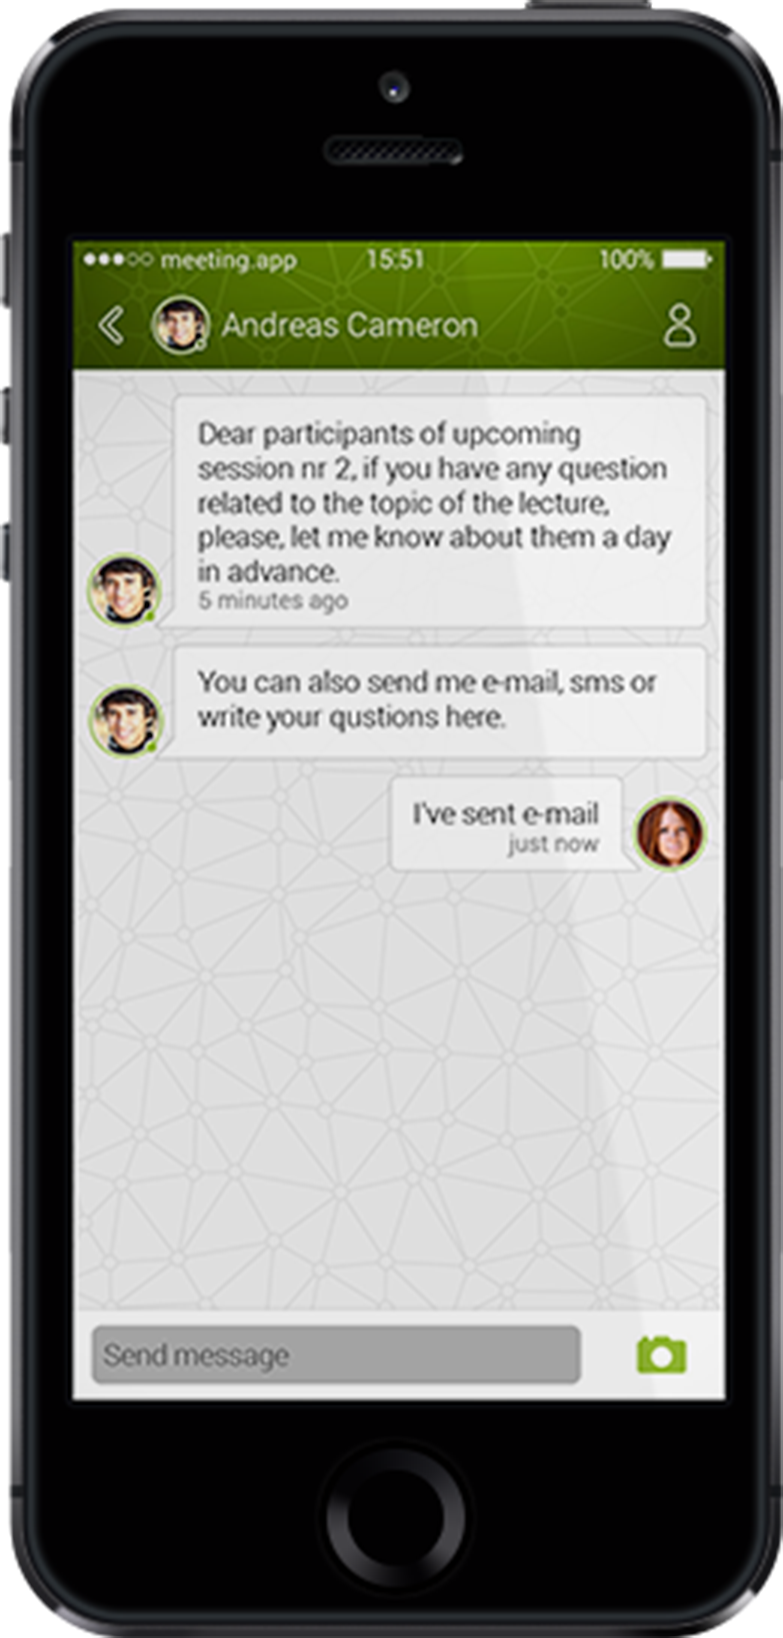 meeting.app 15:51 100%
Andreas Cameron
Dear participants of upcoming
session nr 2, if you have any question
related to the topic of the lecture,
please, let me know about them a day
in advance.
5 minutes ago
You can also send me e-mail, sms or
write your qustions here.
I've sent e-mail
just now
Send message